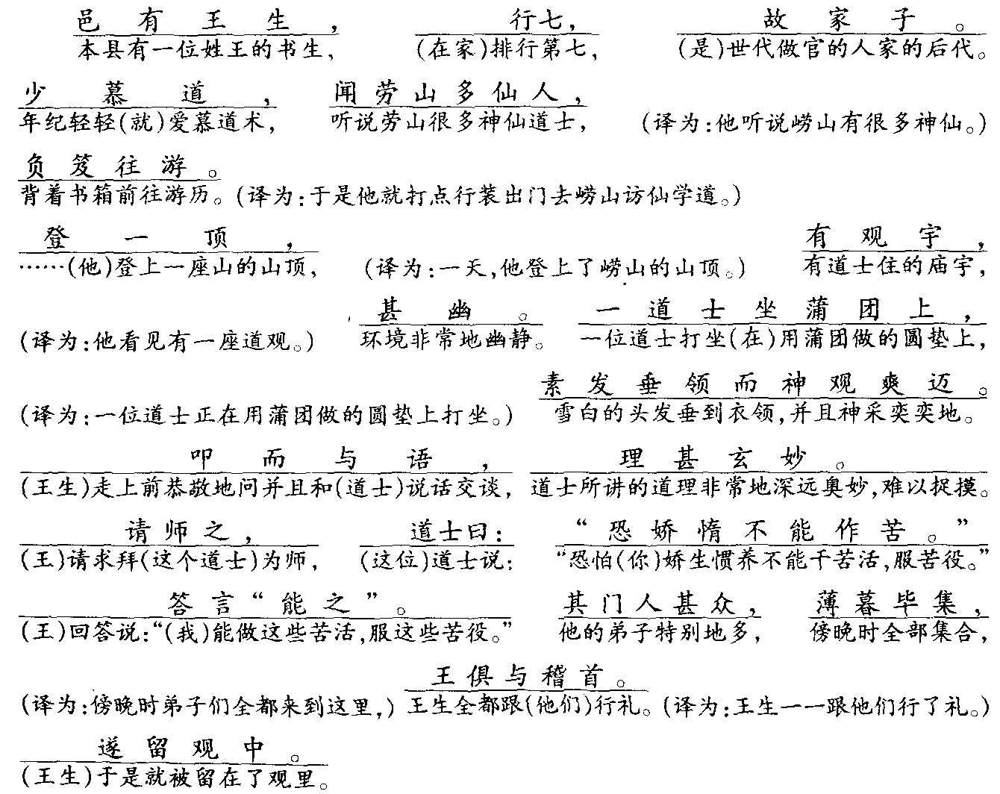 邑有王生， 行七， 故家子。
本县有一位姓王的书生， (在家)排行第七， (是)世代做官的人家的后代。
少慕道， 闻劳山多仙人，
年纪轻轻(就)爱慕道术， 听说劳山很多神仙道士， (译为：他听说崂山有很多神仙。)
负笈往游。
背着书箱前往游历。(译为：于是他就打点行装出门去崂山访仙学道。)
登一顶， 有观宇，
……(他)登上一座山的山顶， (译为：一天，他登上了崂山的山顶。) 有道士住的庙宇，
甚幽。 一道士坐蒲团上，
(译为：他看见有一座道观。) 环境非常地幽静。 一位道士打坐(在)用蒲团做的圆垫上，
素发垂领而神观爽迈。
(译为：一位道士正在用蒲团做的圆垫上打坐。) 雪白的头发垂到衣领，并且神采奕奕地。
叩而与语， 理甚玄妙。
(王生)走上前恭敬地问并且和(道士)说话交谈， 道士所讲的道理非常地深远奥妙，难以捉摸。
请师之， 道士曰： “恐娇惰不能作苦。”
(王)请求拜(这个道士)为师， (这位)道士说： “恐怕(你)娇生惯养不能干苦活，服苦役。”
答言“能之”。 其门人甚众， 薄暮毕集，
(王)回答说：“(我)能做这些苦活，服这些苦役。” 他的弟子特别地多， 傍晚时全部集合，
王俱与稽首。
(译为：傍晚时弟子们全都来到这里，) 王生全都跟(他们)行礼。(译为：王生一一跟他们行了礼。)
遂留观中。
(王生)于是就被留在了观里。